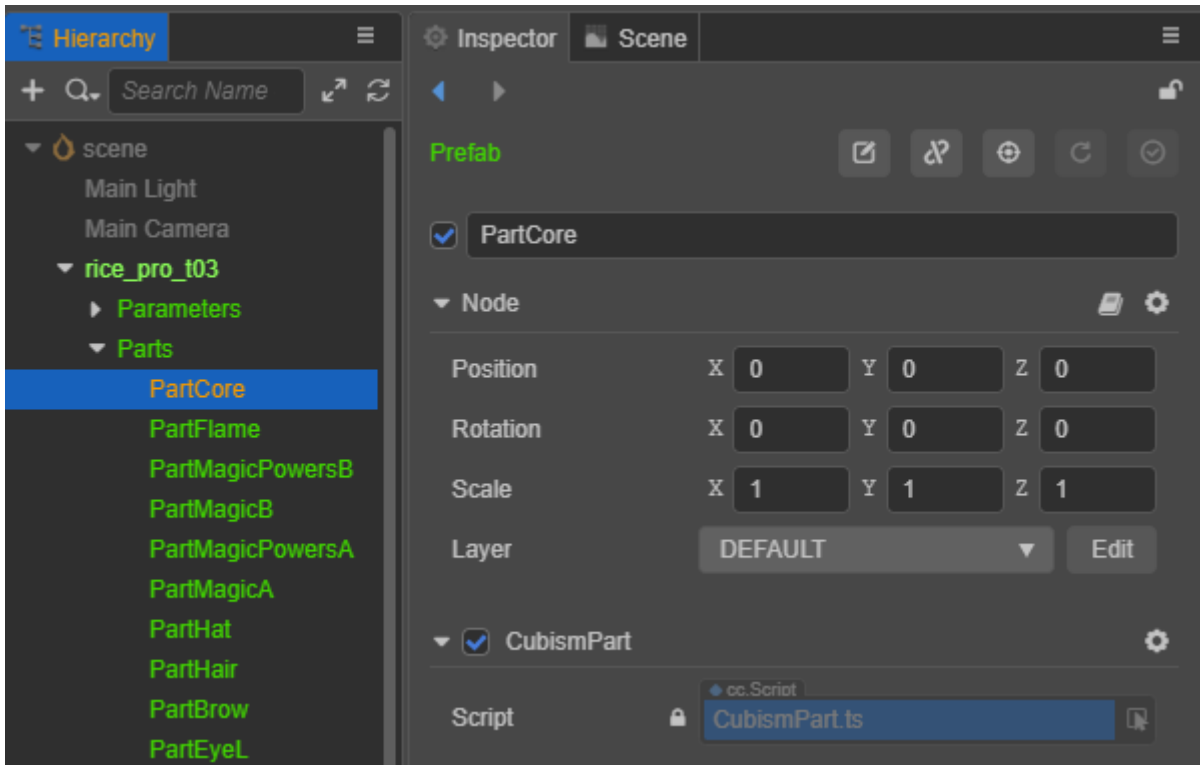 Hierarchy
Search Name
scene
Main Light
Main Camera
rice_pro_t03
Parameters
Parts
PartCore
PartFlame
PartMagicPowersB
PartMagicB
PartMagicPowersA
PartMagicA
PartHat
PartHair
PartBrow
PartEyeL
Inspector Scene
Prefab
PartCore
Node
Position X 0 Y 0 Z 0
Rotation X 0 Y 0 Z 0
Scale X 1 Y 1 Z 1
Layer DEFAULT Edit
CubismPart
cc.Script
Script CubismPart.ts